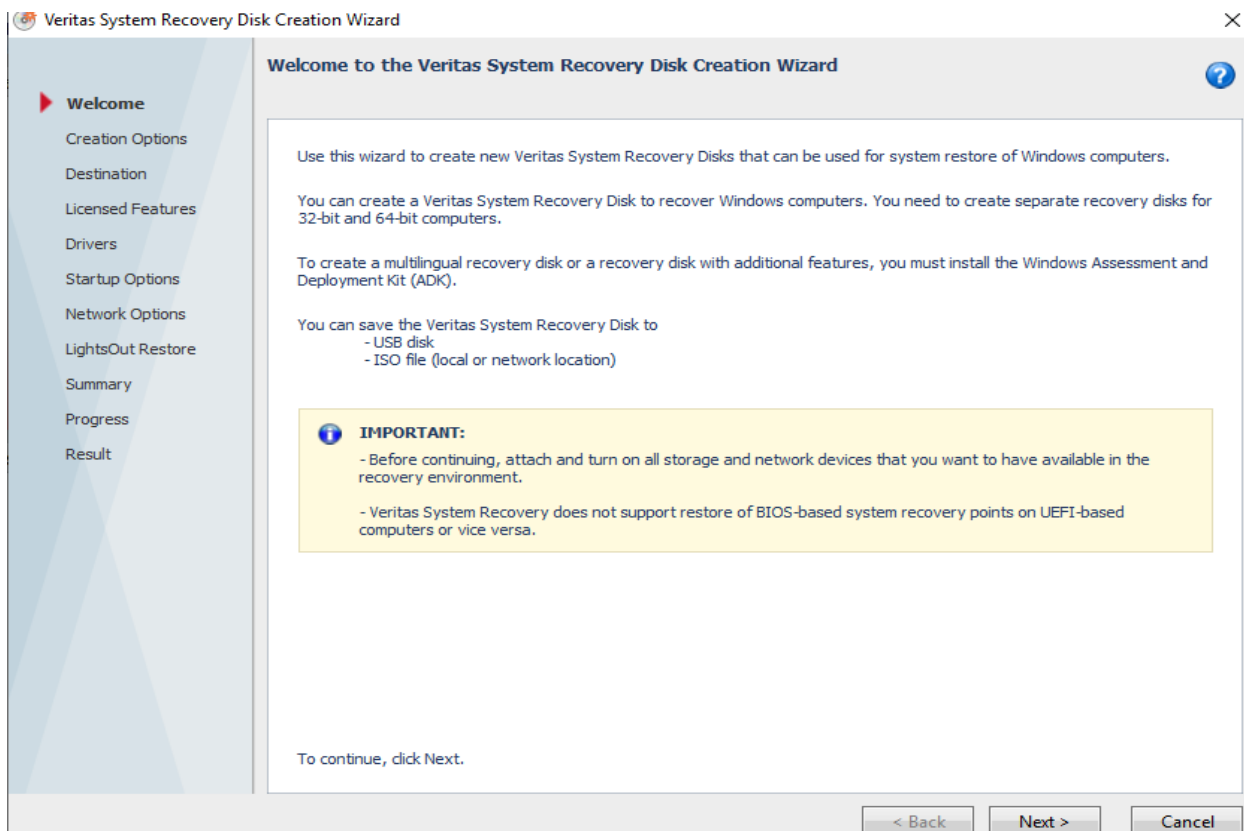 Veritas System Recovery Disk Creation Wizard
Welcome to the Veritas System Recovery Disk Creation Wizard
Welcome
Creation Options
Destination
Licensed Features
Drivers
Startup Options
Network Options
LightsOut Restore
Summary
Progress
Result
Use this wizard to create new Veritas System Recovery Disks that can be used for system restore of Windows computers.
You can create a Veritas System Recovery Disk to recover Windows computers. You need to create separate recovery disks for
32-bit and 64-bit computers.
To create a multilingual recovery disk or a recovery disk with additional features, you must install the Windows Assessment and
Deployment Kit (ADK).
You can save the Veritas System Recovery Disk to
- USB disk
- ISO file (local or network location)
IMPORTANT:
- Before continuing, attach and turn on all storage and network devices that you want to have available in the
recovery environment.
- Veritas System Recovery does not support restore of BIOS-based system recovery points on UEFI-based
computers or vice versa.
To continue, click Next.
< Back
Next >
Cancel